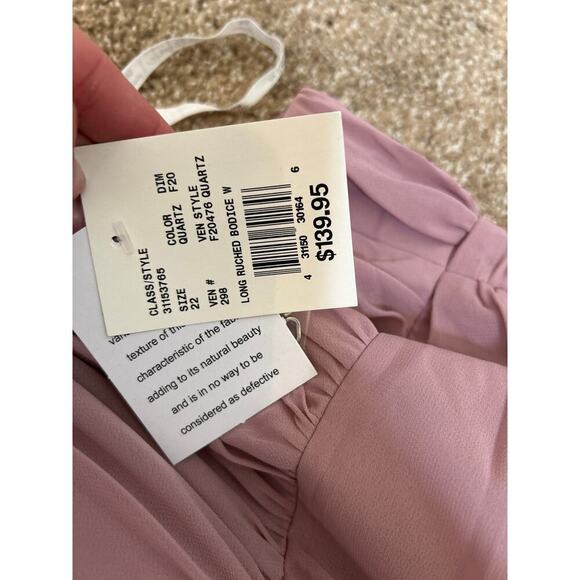 CLASS/STYLE
31153765
COLOR DIM
QUARTZ F20
SIZE
22
VEN STYLE
F20476 QUARTZ
VEN #
298
LONG RUCHED BODICE W
4 31150 30164 6
$139.95
texture of
characteristic of the
adding to its natural beauty
and is in no way to be
considered as defective